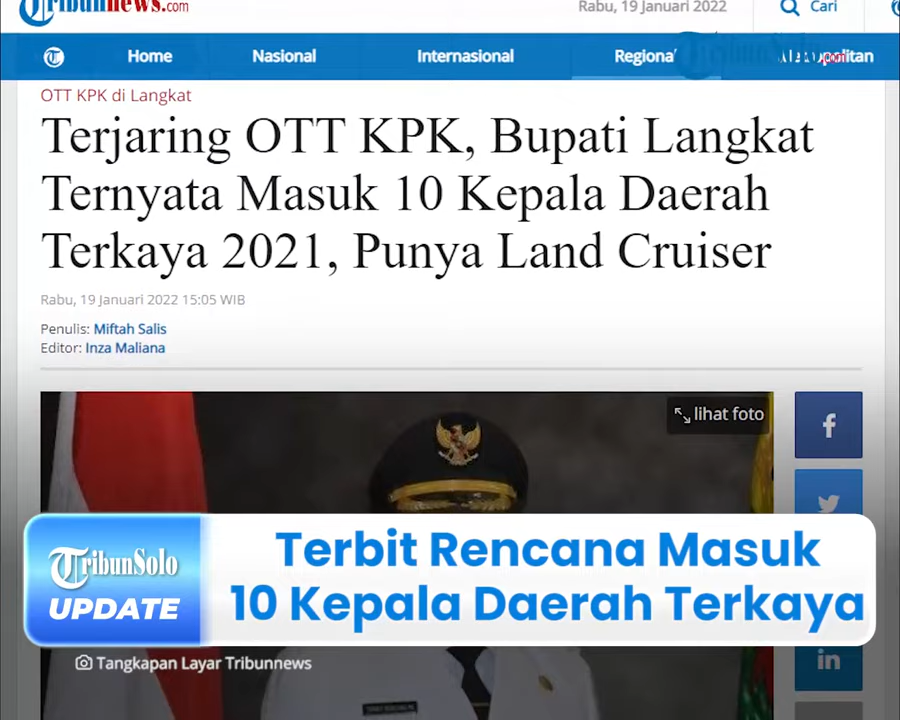 Tribunnews.com
Rabu, 19 Januari 2022
Cari
Home
Nasional
Internasional
Regional
OTT KPK di Langkat
Terjaring OTT KPK, Bupati Langkat
Ternyata Masuk 10 Kepala Daerah
Terkaya 2021, Punya Land Cruiser
Rabu, 19 Januari 2022 15:05 WIB
Penulis: Miftah Salis
Editor: Inza Maliana
lihat foto
f
TribunSolo
UPDATE
Terbit Rencana Masuk
10 Kepala Daerah Terkaya
in
Tangkapan Layar Tribunnews